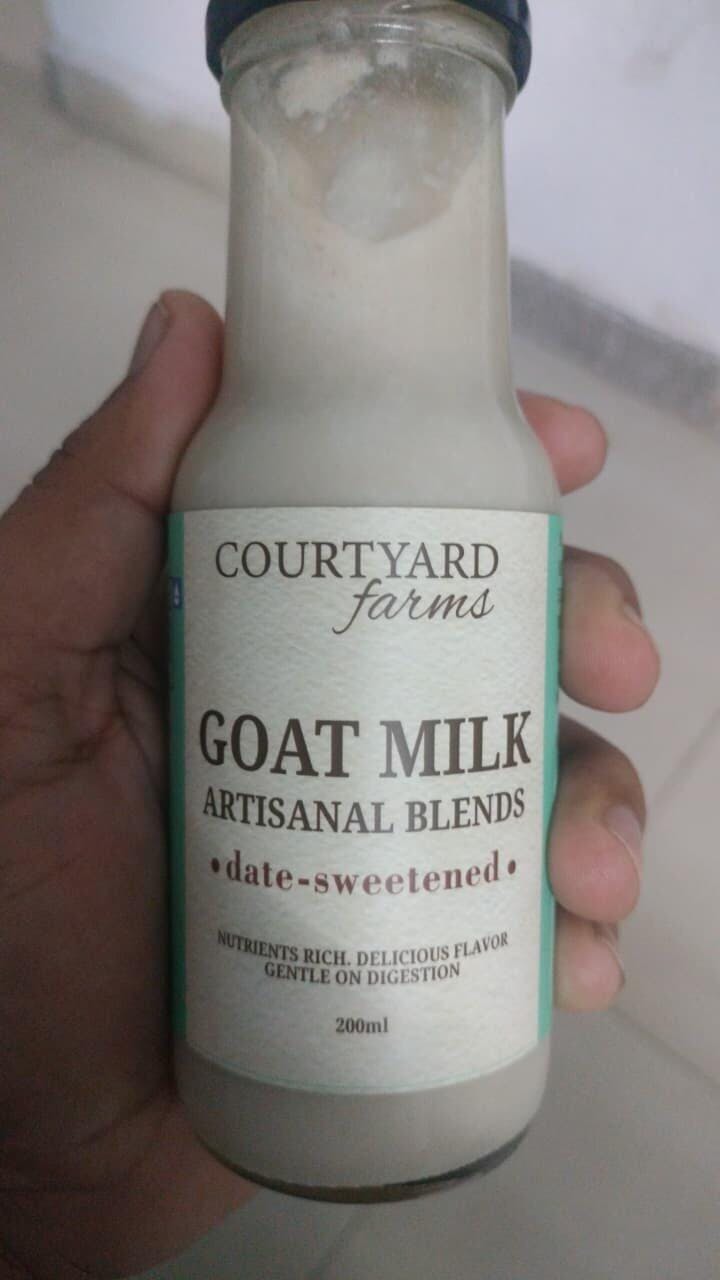 COURTYARD
farms
GOAT MILK
ARTISANAL BLENDS
•date-sweetened•
NUTRIENTS RICH. DELICIOUS FLAVOR
GENTLE ON DIGESTION
200ml